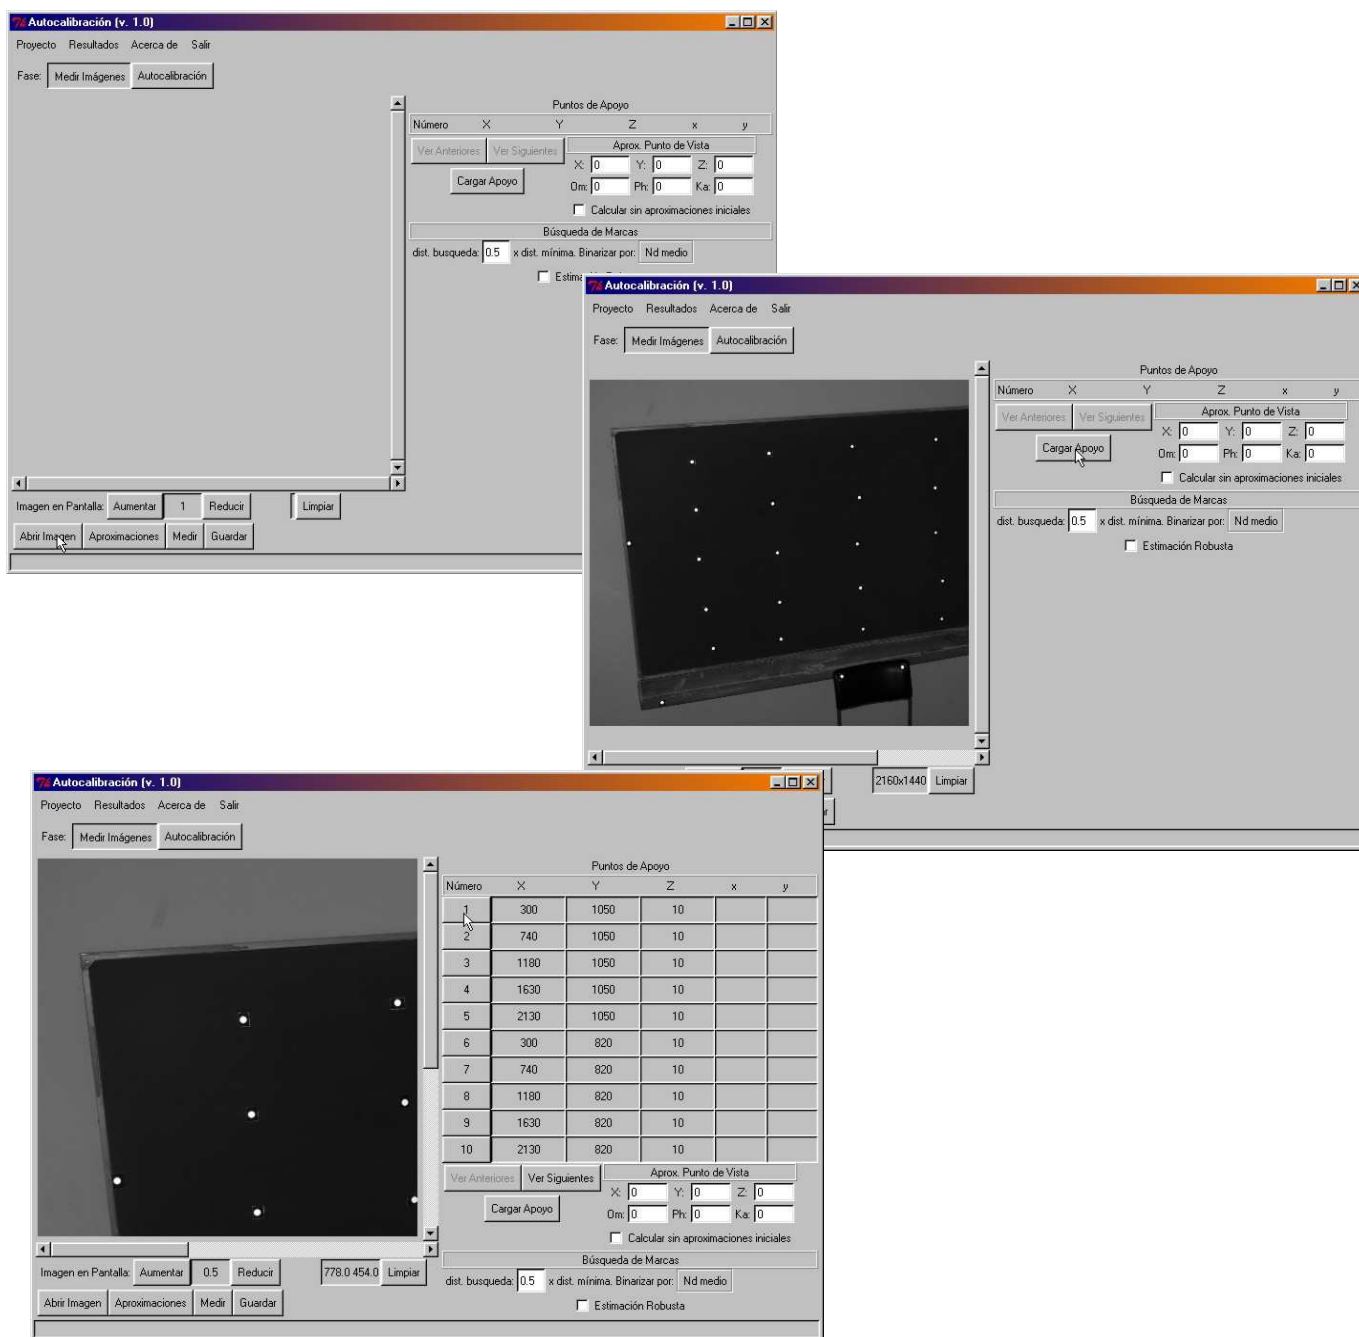 Autocalibración (v. 1.0)
Proyecto Resultados Acerca de Salir
Fase: Medir Imágenes Autocalibración
Puntos de Apoyo
Número X Y Z x y
Ver Anteriores Ver Siguientes Aprox. Punto de Vista
X: 0 Y: 0 Z: 0
Cargar Apoyo
Om: 0 Ph: 0 Ka: 0
Calcular sin aproximaciones iniciales
Búsqueda de Marcas
dist. busqueda: 0.5 x dist. mínima. Binarizar por: Nd medio
Imagen en Pantalla: Aumentar 1 Reducir Limpiar
Abrir Imagen Aproximaciones Medir Guardar
Autocalibración (v. 1.0)
Proyecto Resultados Acerca de Salir
Fase: Medir Imágenes Autocalibración
Puntos de Apoyo
Número X Y Z x y
Ver Anteriores Ver Siguientes Aprox. Punto de Vista
X: 0 Y: 0 Z: 0
Cargar Apoyo
Om: 0 Ph: 0 Ka: 0
Calcular sin aproximaciones iniciales
Búsqueda de Marcas
dist. busqueda: 0.5 x dist. mínima. Binarizar por: Nd medio
Estimación Robusta
2160x1440 Limpiar
Autocalibración (v. 1.0)
Proyecto Resultados Acerca de Salir
Fase: Medir Imágenes Autocalibración
Puntos de Apoyo
Número X Y Z x y
1 300 1050 10
2 740 1050 10
3 1180 1050 10
4 1630 1050 10
5 2130 1050 10
6 300 820 10
7 740 820 10
8 1180 820 10
9 1630 820 10
10 2130 820 10
Ver Anteriores Ver Siguientes Aprox. Punto de Vista
X: 0 Y: 0 Z: 0
Cargar Apoyo
Om: 0 Ph: 0 Ka: 0
Calcular sin aproximaciones iniciales
Búsqueda de Marcas
dist. busqueda: 0.5 x dist. mínima. Binarizar por: Nd medio
Estimación Robusta
Imagen en Pantalla: Aumentar 0.5 Reducir 778.0 454.0 Limpiar
Abrir Imagen Aproximaciones Medir Guardar